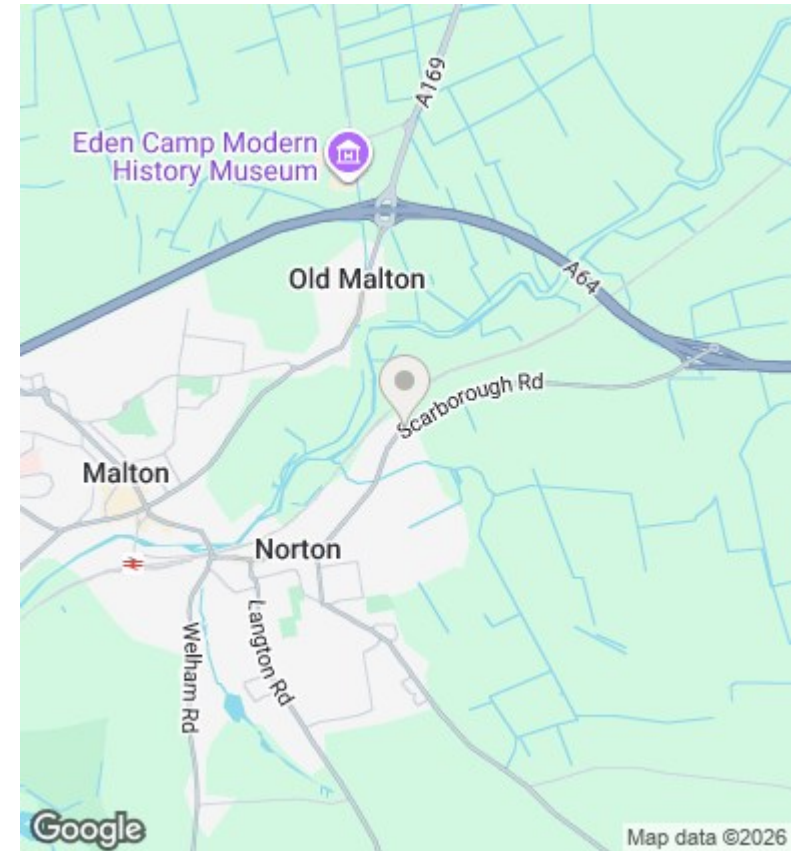 A169
Eden Camp Modern
History Museum
Old Malton
A64
Scarborough Rd
Malton
Norton
Langton Rd
Welham Rd
Google
Map data ©2026